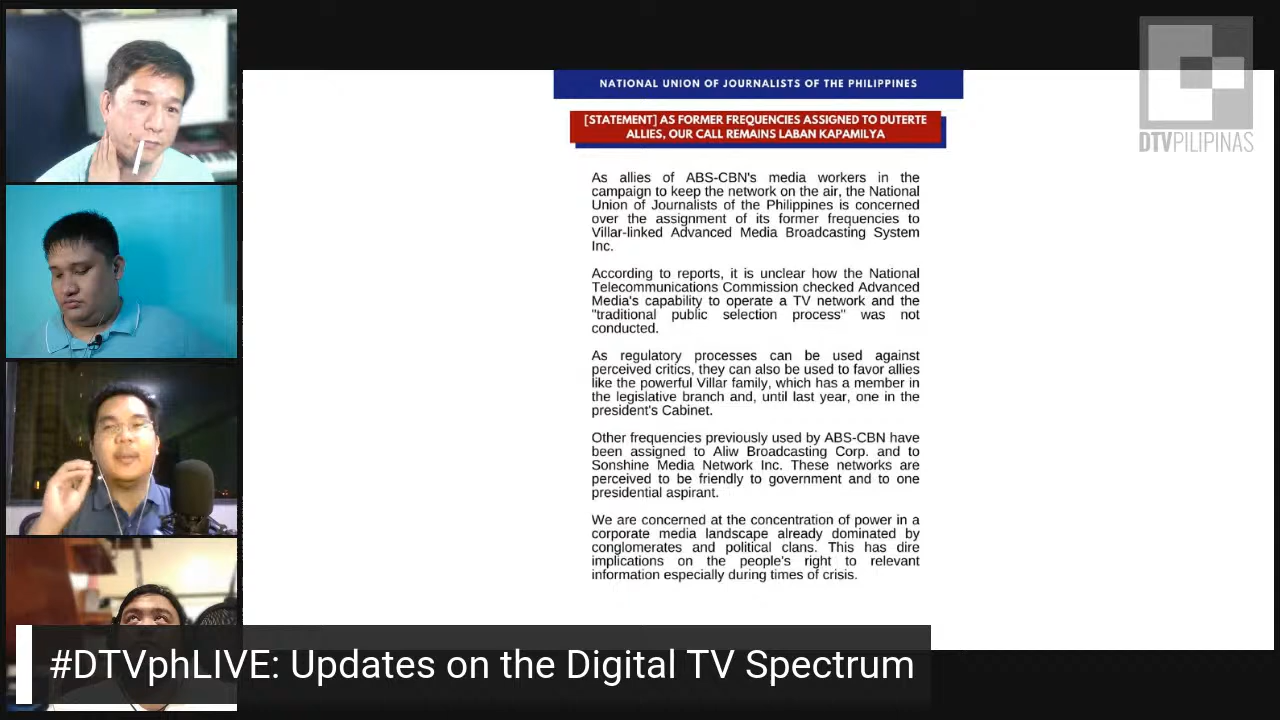 DTVPILIPINAS
NATIONAL UNION OF JOURNALISTS OF THE PHILIPPINES
[STATEMENT] AS FORMER FREQUENCIES ASSIGNED TO DUTERTE
ALLIES, OUR CALL REMAINS LABAN KAPAMILYA
As allies of ABS-CBN's media workers in the
campaign to keep the network on the air, the National
Union of Journalists of the Philippines is concerned
over the assignment of its former frequencies to
Villar-linked Advanced Media Broadcasting System
Inc.
According to reports, it is unclear how the National
Telecommunications Commission checked Advanced
Media's capability to operate a TV network and the
"traditional public selection process" was not
conducted.
As regulatory processes can be used against
perceived critics, they can also be used to favor allies
like the powerful Villar family, which has a member in
the legislative branch and, until last year, one in the
president's Cabinet.
Other frequencies previously used by ABS-CBN have
been assigned to Aliw Broadcasting Corp. and to
Sonshine Media Network Inc. These networks are
perceived to be friendly to government and to one
presidential aspirant.
We are concerned at the concentration of power in a
corporate media landscape already dominated by
conglomerates and political clans. This has dire
implications on the people's right to relevant
information especially during times of crisis.
#DTVphLIVE: Updates on the Digital TV Spectrum